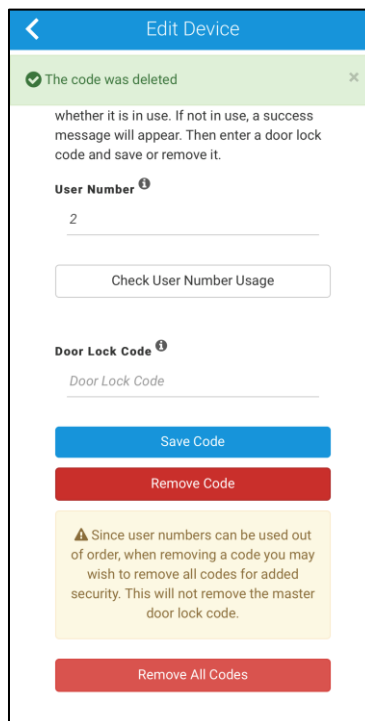 Edit Device
The code was deleted ×
whether it is in use. If not in use, a success
message will appear. Then enter a door lock
code and save or remove it.
User Number
2
Check User Number Usage
Door Lock Code
Door Lock Code
Save Code
Remove Code
Since user numbers can be used out
of order, when removing a code you may
wish to remove all codes for added
security. This will not remove the master
door lock code.
Remove All Codes